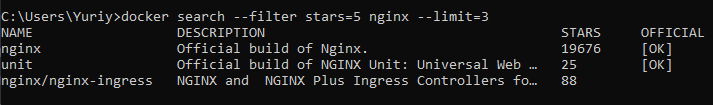 C:\Users\Yuriy>docker search --filter stars=5 nginx --limit=3
NAME DESCRIPTION STARS OFFICIAL
nginx Official build of Nginx. 19676 [OK]
unit Official build of NGINX Unit: Universal Web … 25 [OK]
nginx/nginx-ingress NGINX and  NGINX Plus Ingress Controllers fo… 88